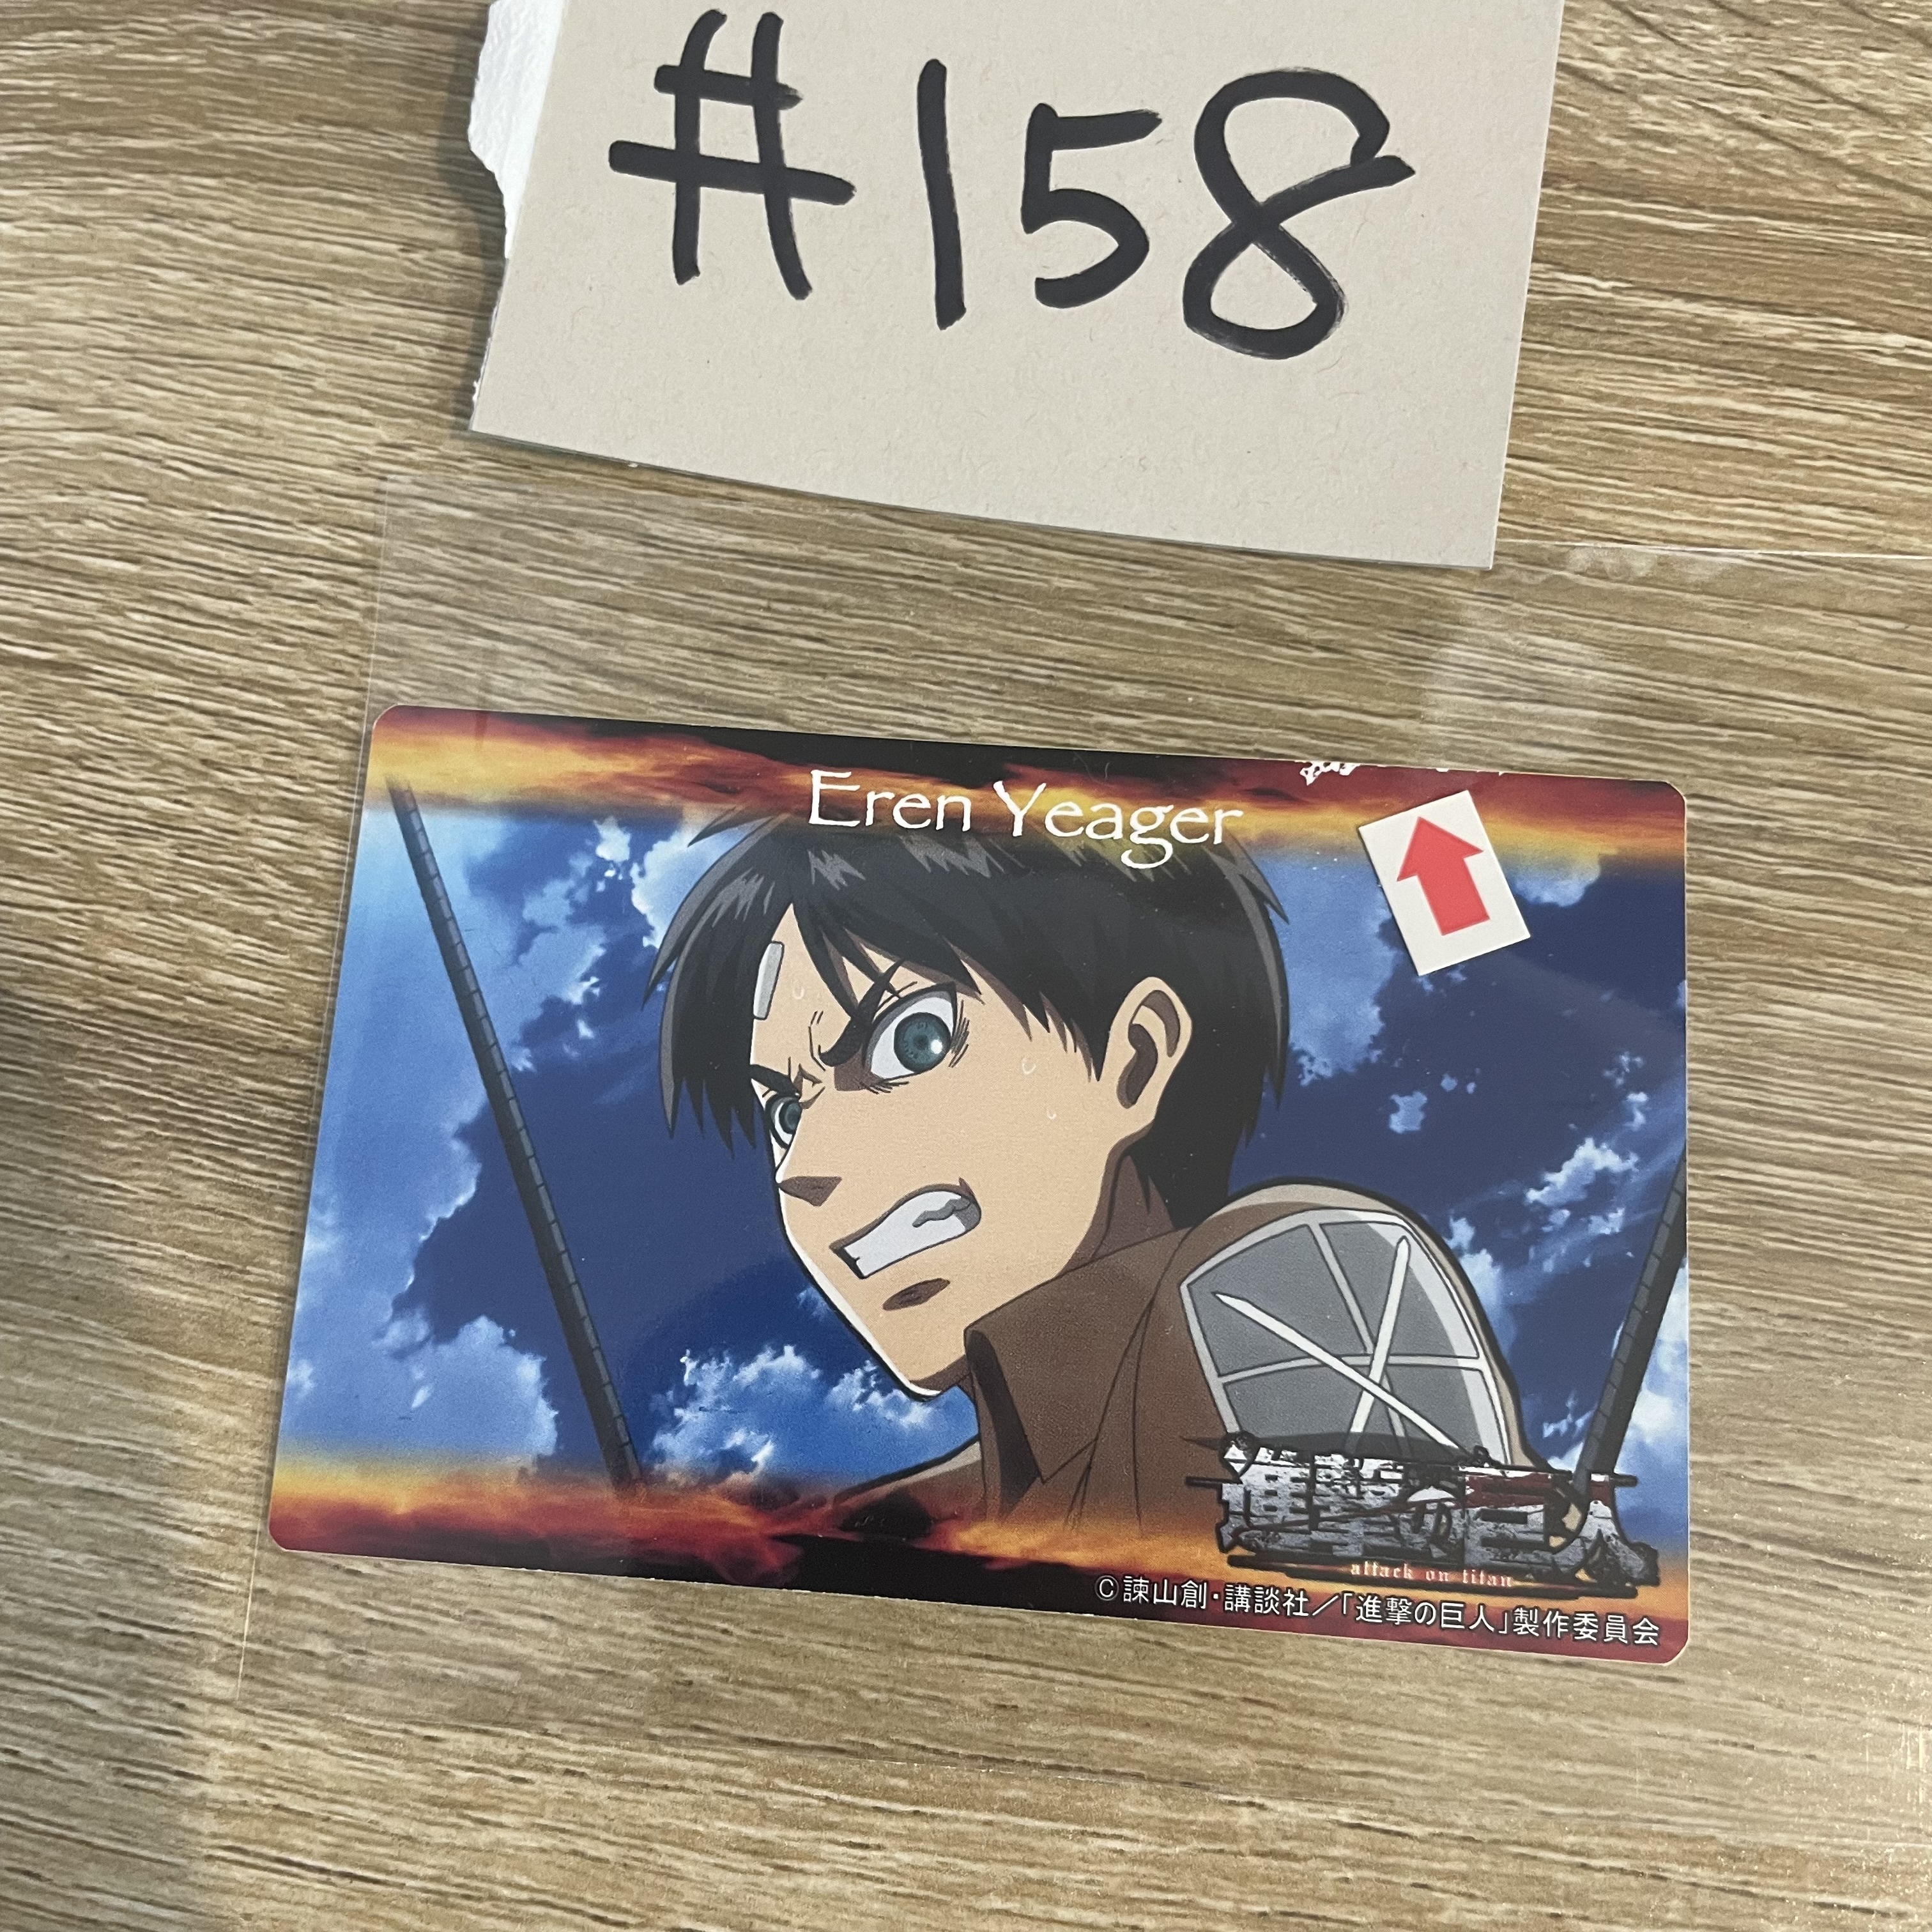 #158
Eren Yeager
進撃の巨人
attack on titan
©諫山創・講談社／「進撃の巨人」製作委員会